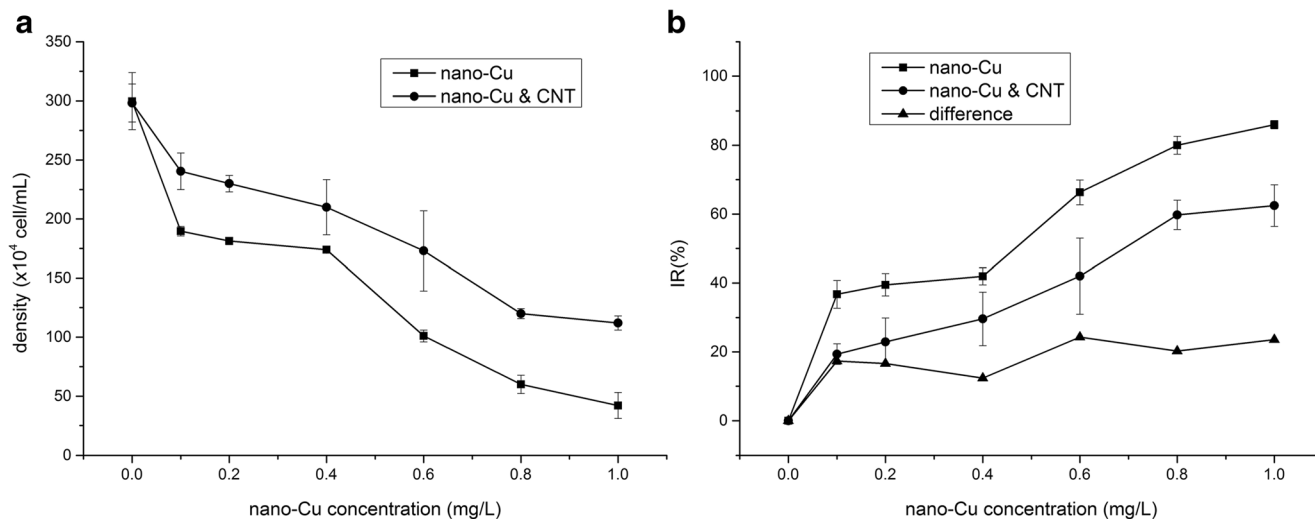 a
density (x10⁴ cell/mL)
350
300
250
200
150
100
50
0
nano-Cu
nano-Cu & CNT
0.0 0.2 0.4 0.6 0.8 1.0
nano-Cu concentration (mg/L)
b
IR(%)
100
80
60
40
20
0
nano-Cu
nano-Cu & CNT
difference
0.0 0.2 0.4 0.6 0.8 1.0
nano-Cu concentration (mg/L)